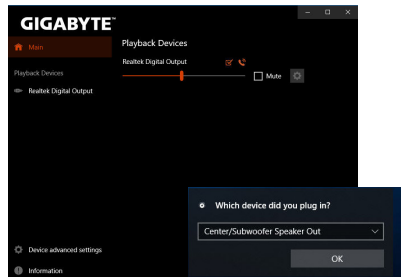 GIGABYTE™
Main
Playback Devices
Realtek Digital Output
Mute
Playback Devices
Realtek Digital Output
Which device did you plug in?
Center/Subwoofer Speaker Out
OK
Device advanced settings
Information